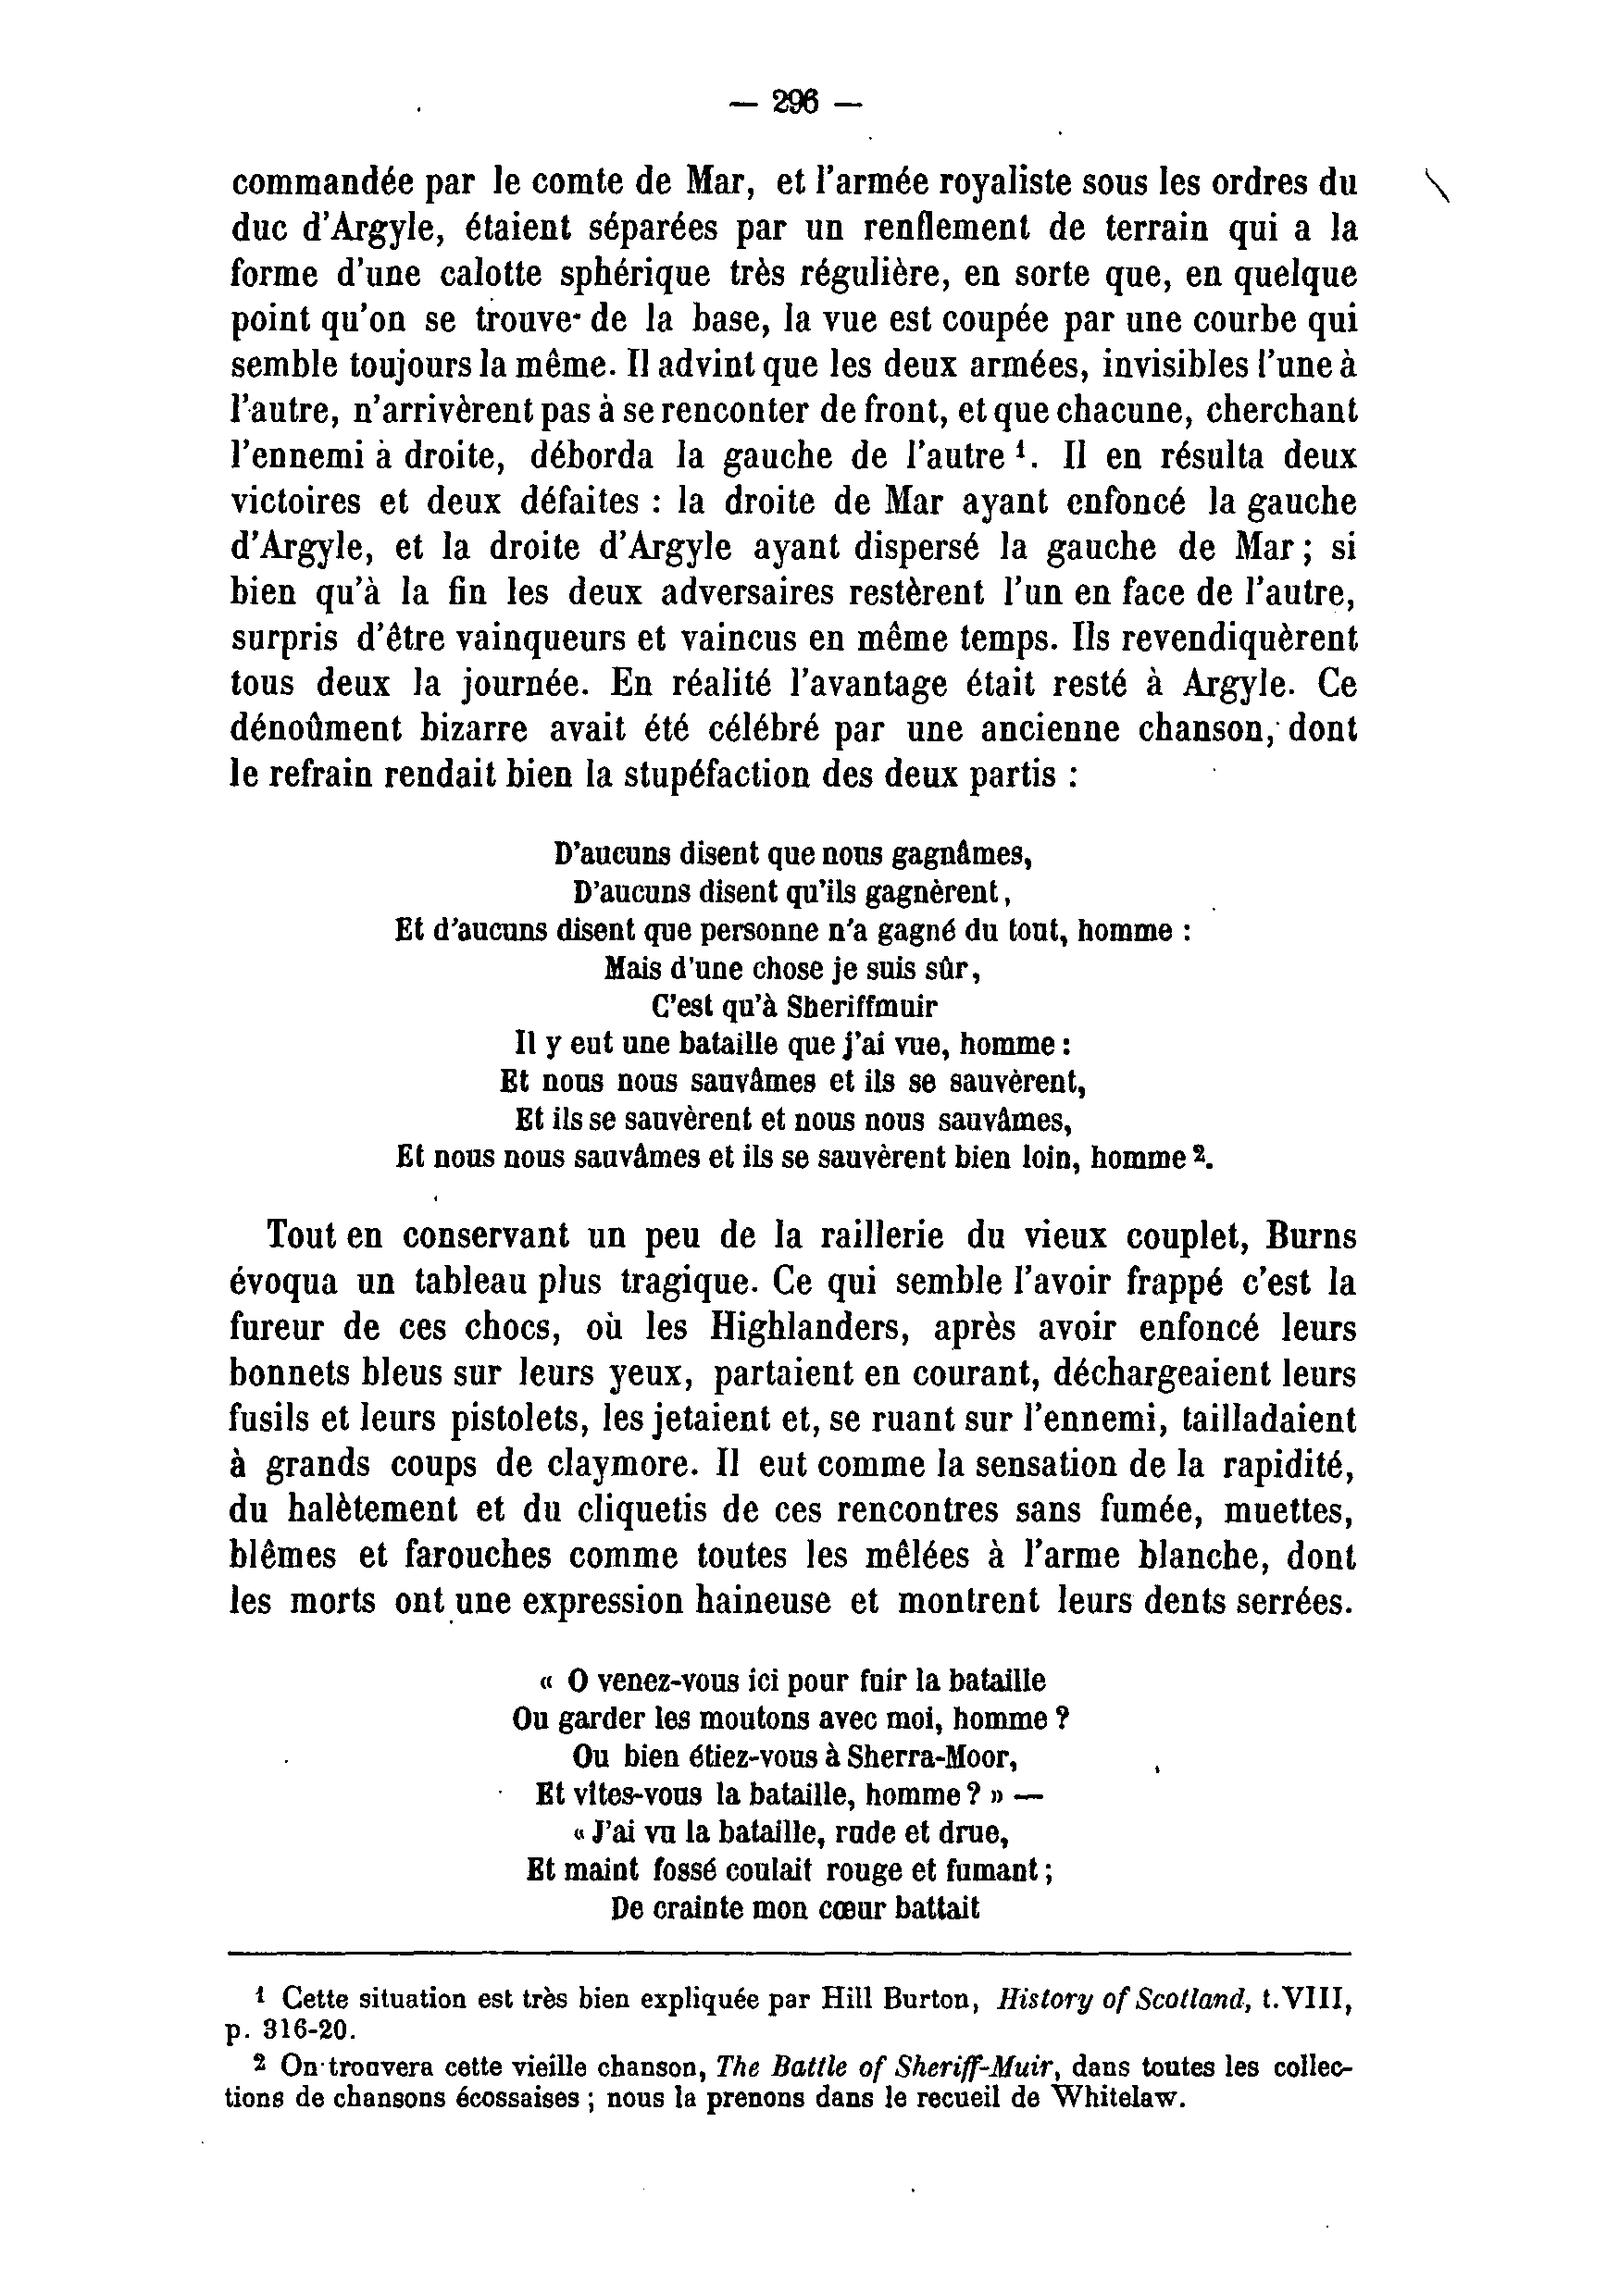 — 296 —
commandée par le comte de Mar, et l'armée royaliste sous les ordres du
duc d'Argyle, étaient séparées par un renflement de terrain qui a la
forme d'une calotte sphérique très régulière, en sorte que, en quelque
point qu'on se trouve de la base, la vue est coupée par une courbe qui
semble toujours la même. Il advint que les deux armées, invisibles l'une à
l'autre, n'arrivèrent pas à se renconter de front, et que chacune, cherchant
l'ennemi à droite, déborda la gauche de l'autre ¹. Il en résulta deux
victoires et deux défaites : la droite de Mar ayant enfoncé la gauche
d'Argyle, et la droite d'Argyle ayant dispersé la gauche de Mar ; si
bien qu'à la fin les deux adversaires restèrent l'un en face de l'autre,
surpris d'être vainqueurs et vaincus en même temps. Ils revendiquèrent
tous deux la journée. En réalité l'avantage était resté à Argyle. Ce
dénoûment bizarre avait été célébré par une ancienne chanson, dont
le refrain rendait bien la stupéfaction des deux partis :
D'aucuns disent que nous gagnâmes,
D'aucuns disent qu'ils gagnèrent,
Et d'aucuns disent que personne n'a gagné du tout, homme :
Mais d'une chose je suis sûr,
C'est qu'à Sheriffmuir
Il y eut une bataille que j'ai vue, homme :
Et nous nous sauvâmes et ils se sauvèrent,
Et ils se sauvèrent et nous nous sauvâmes,
Et nous nous sauvâmes et ils se sauvèrent bien loin, homme ².
Tout en conservant un peu de la raillerie du vieux couplet, Burns
évoqua un tableau plus tragique. Ce qui semble l'avoir frappé c'est la
fureur de ces chocs, où les Highlanders, après avoir enfoncé leurs
bonnets bleus sur leurs yeux, partaient en courant, déchargeaient leurs
fusils et leurs pistolets, les jetaient et, se ruant sur l'ennemi, tailladaient
à grands coups de claymore. Il eut comme la sensation de la rapidité,
du halètement et du cliquetis de ces rencontres sans fumée, muettes,
blêmes et farouches comme toutes les mêlées à l'arme blanche, dont
les morts ont une expression haineuse et montrent leurs dents serrées.
« O venez-vous ici pour fuir la bataille
Ou garder les moutons avec moi, homme ?
Ou bien étiez-vous à Sherra-Moor,
Et vîtes-vous la bataille, homme ? » —
« J'ai vu la bataille, rude et drue,
Et maint fossé coulait rouge et fumant ;
De crainte mon cœur battait
¹ Cette situation est très bien expliquée par Hill Burton, History of Scotland, t. VIII,
p. 316-20.
² On trouvera cette vieille chanson, The Battle of Sheriff-Muir, dans toutes les collec-
tions de chansons écossaises ; nous la prenons dans le recueil de Whitelaw.